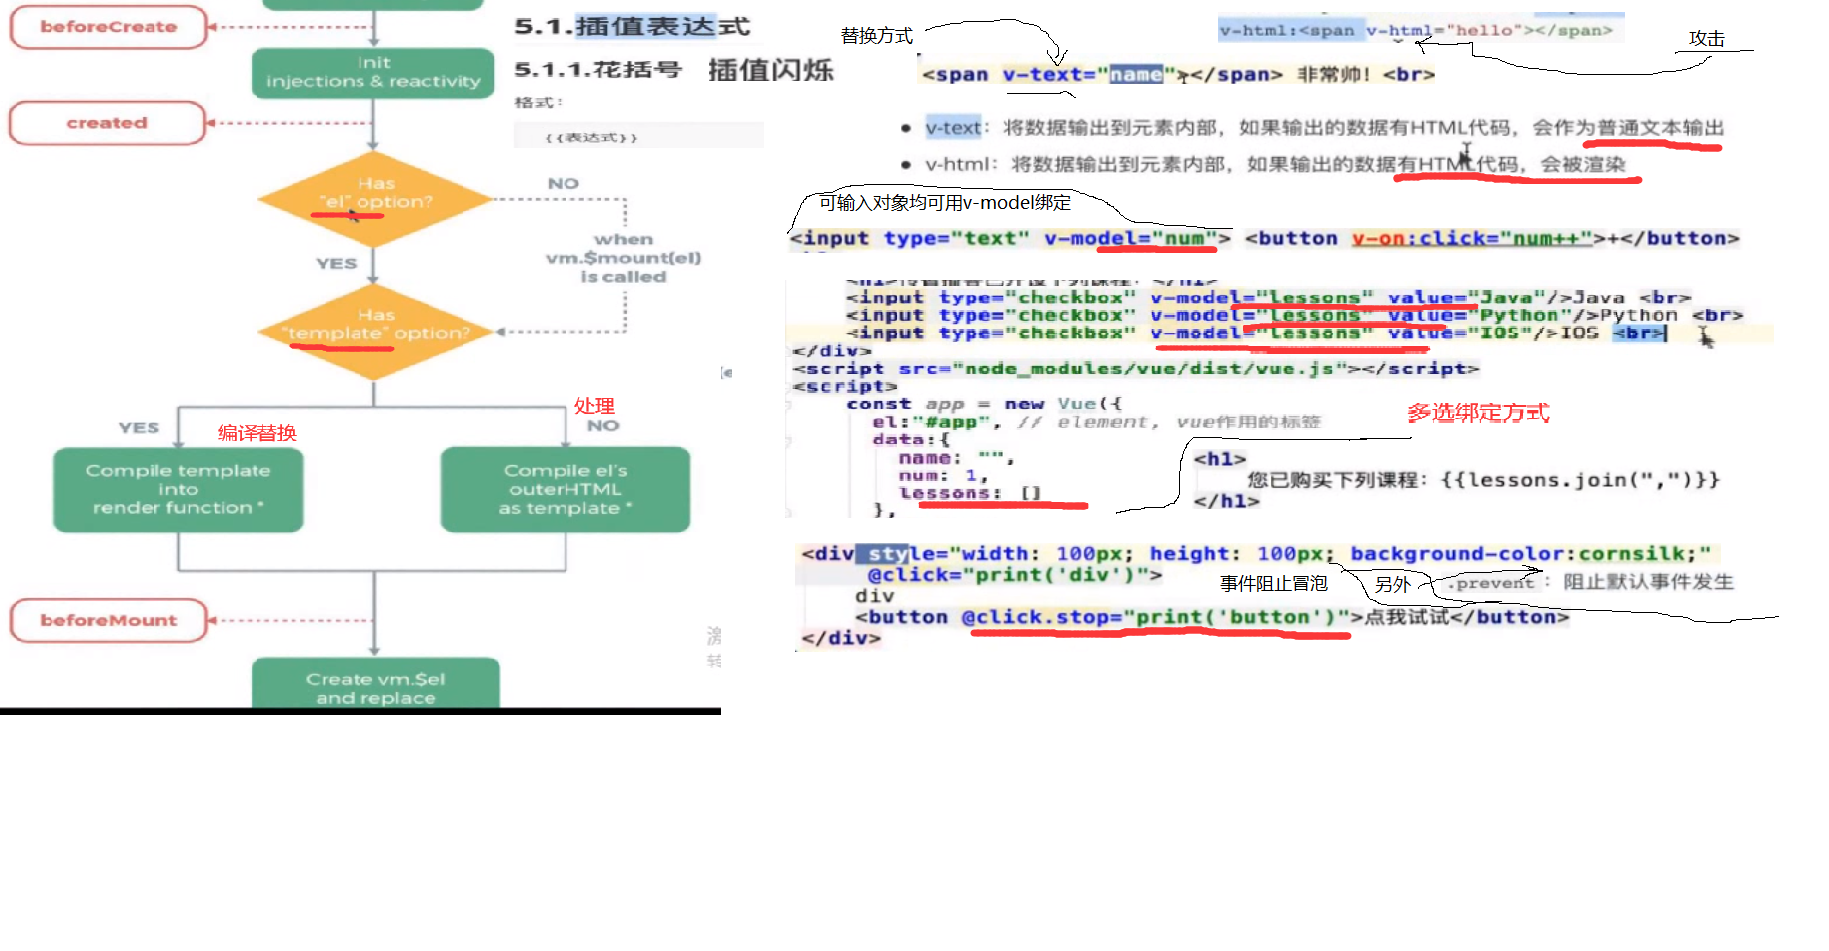 beforeCreate
Init
injections & reactivity
created
Has
"el" option?
NO
YES
when
vm.$mount(el)
is called
Has
"template" option?
YES
编译替换
处理
NO
Compile template
into
render function *
Compile el's
outerHTML
as template *
beforeMount
Create vm.$el
and replace
激
转
5.1.插值表达式
5.1.1.花括号 插值闪烁
格式：
{{表达式}}
替换方式
v-html:<span v-html="hello"></span>
攻击
<span v-text="name"></span> 非常帅! <br>
v-text：将数据输出到元素内部，如果输出的数据有HTML代码，会作为普通文本输出
v-html：将数据输出到元素内部，如果输出的数据有HTML代码，会被渲染
可输入对象均可用v-model绑定
<input type="text" v-model="num"> <button v-on:click="num++">+</button>
<input type="checkbox" v-model="lessons" value="Java"/>Java <br>
<input type="checkbox" v-model="lessons" value="Python"/>Python <br>
<input type="checkbox" v-model="lessons" value="IOS"/>IOS <br>
</div>
<script src="node_modules/vue/dist/vue.js"></script>
<script>
const app = new Vue({
el:"#app", // element, vue作用的标签
data:{
name: "",
num: 1,
lessons: []
},
多选绑定方式
<h1>
您已购买下列课程：{{lessons.join(",")}}
</h1>
<div style="width: 100px; height: 100px; background-color:cornsilk;"
@click="print('div')">
div
<button @click.stop="print('button')">点我试试</button>
</div>
事件阻止冒泡
另外
.prevent：阻止默认事件发生